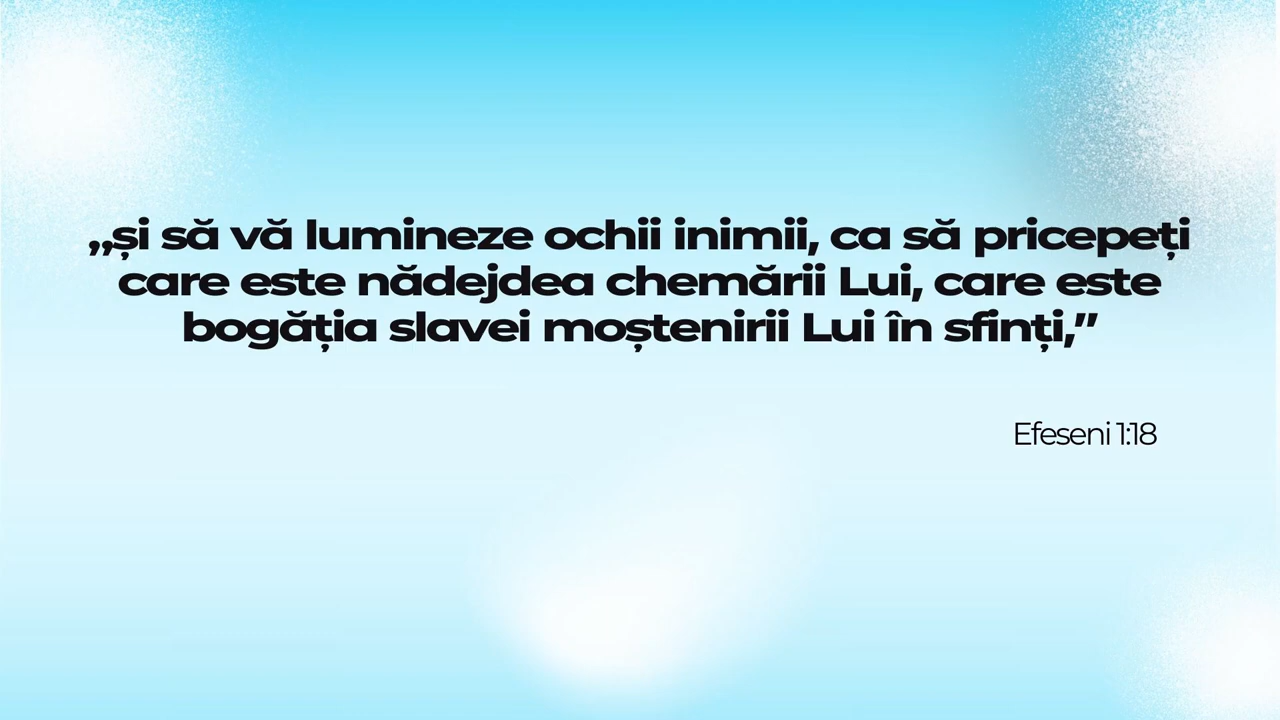 „și să vă lumineze ochii inimii, ca să pricepeți
care este nădejdea chemării Lui, care este
bogăția slavei moștenirii Lui în sfinți,”
Efeseni 1:18